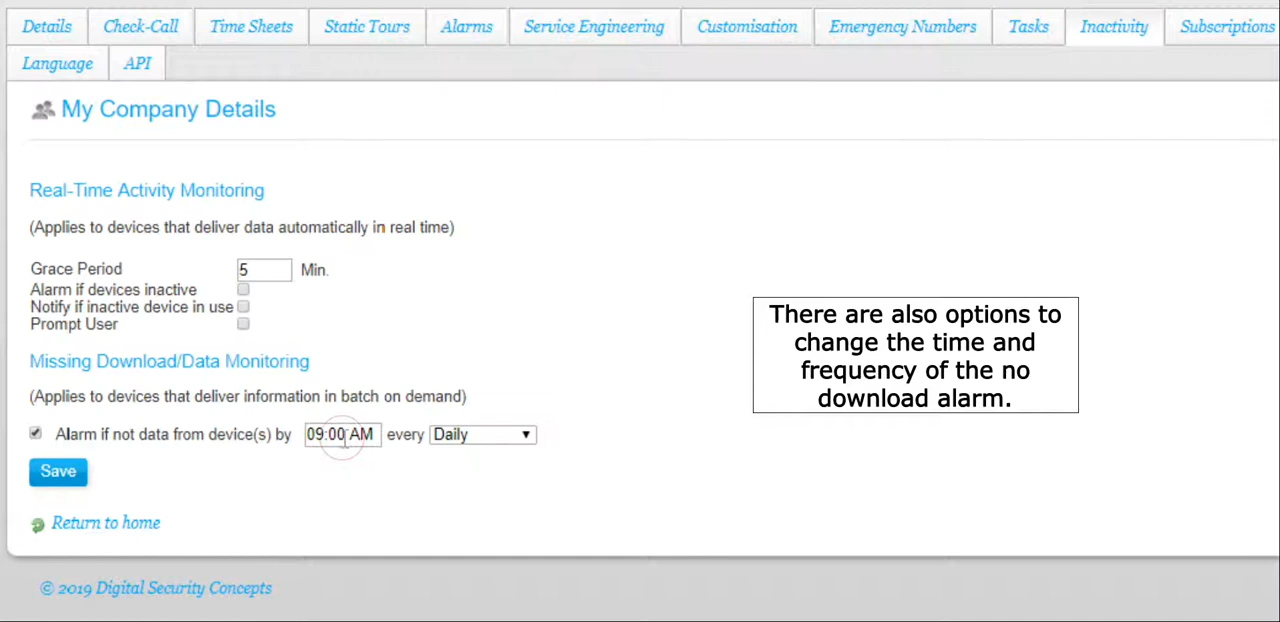 Details Check-Call Time Sheets Static Tours Alarms Service Engineering Customisation Emergency Numbers Tasks Inactivity Subscriptions
Language API
My Company Details
Real-Time Activity Monitoring
(Applies to devices that deliver data automatically in real time)
Grace Period 5 Min.
Alarm if devices inactive
Notify if inactive device in use
Prompt User
Missing Download/Data Monitoring
(Applies to devices that deliver information in batch on demand)
Alarm if not data from device(s) by 09:00 AM every Daily
Save
Return to home
© 2019 Digital Security Concepts
There are also options to
change the time and
frequency of the no
download alarm.